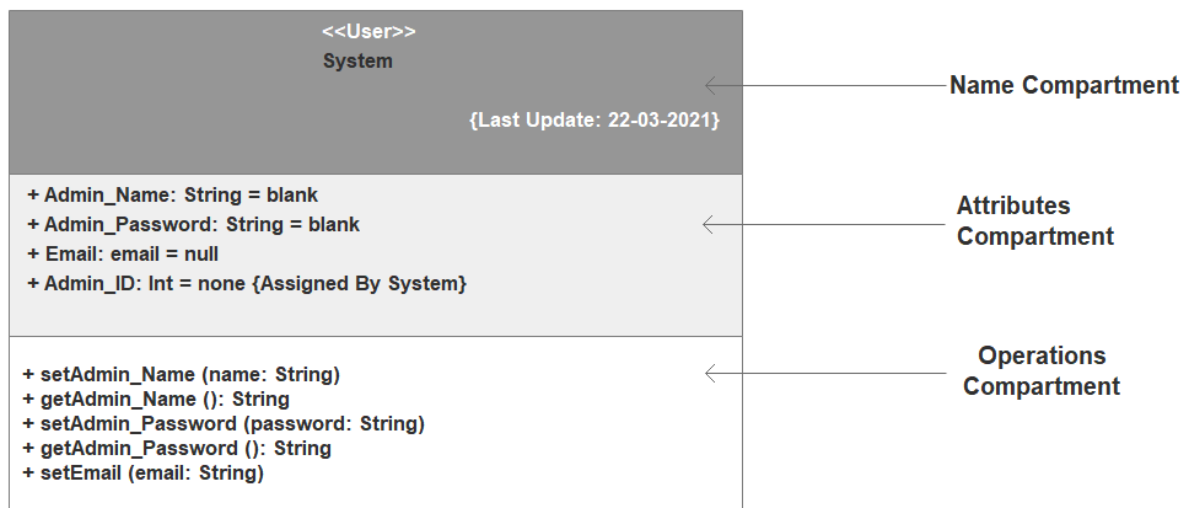 <<User>>
System
{Last Update: 22-03-2021}
Name Compartment
+ Admin_Name: String = blank
+ Admin_Password: String = blank
+ Email: email = null
+ Admin_ID: Int = none {Assigned By System}
Attributes
Compartment
+ setAdmin_Name (name: String)
+ getAdmin_Name (): String
+ setAdmin_Password (password: String)
+ getAdmin_Password (): String
+ setEmail (email: String)
Operations
Compartment